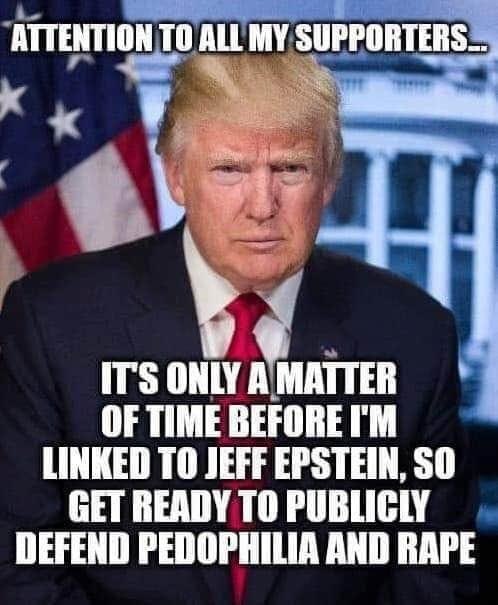 ATTENTION TO ALL MY SUPPORTERS...
IT'S ONLY A MATTER
OF TIME BEFORE I'M
LINKED TO JEFF EPSTEIN, SO
GET READY TO PUBLICLY
DEFEND PEDOPHILIA AND RAPE